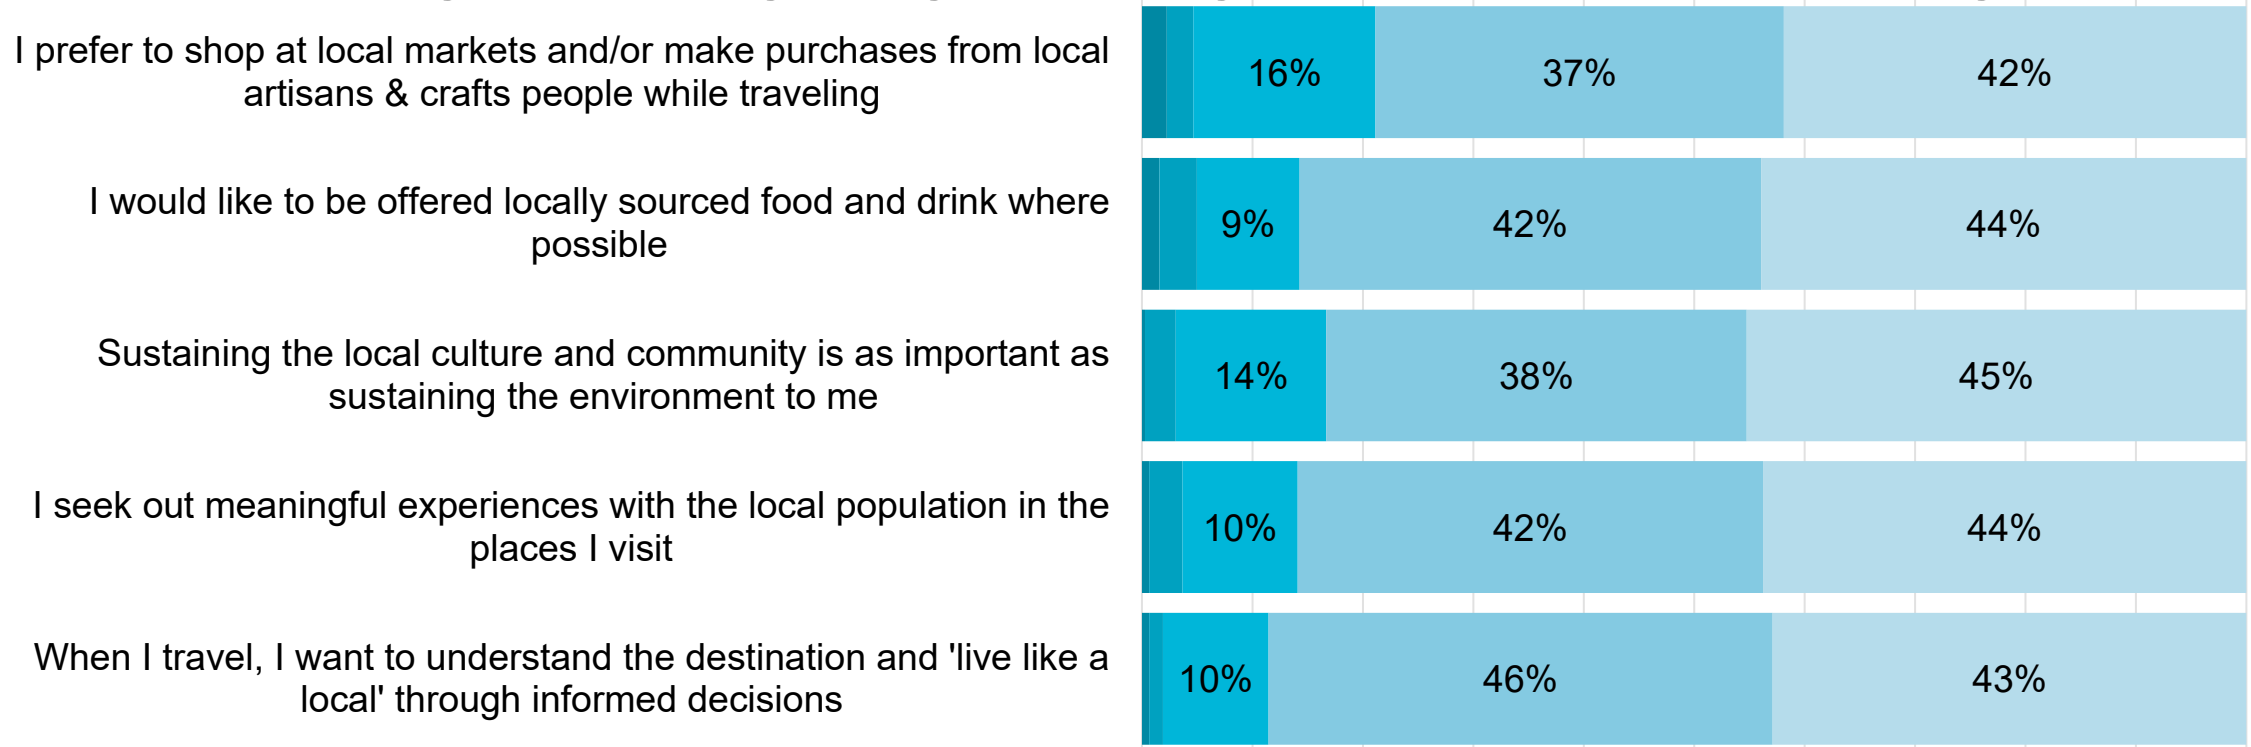 I prefer to shop at local markets and/or make purchases from local
artisans & crafts people while traveling
16% 37% 42%
I would like to be offered locally sourced food and drink where
possible
9% 42% 44%
Sustaining the local culture and community is as important as
sustaining the environment to me
14% 38% 45%
I seek out meaningful experiences with the local population in the
places I visit
10% 42% 44%
When I travel, I want to understand the destination and 'live like a
local' through informed decisions
10% 46% 43%